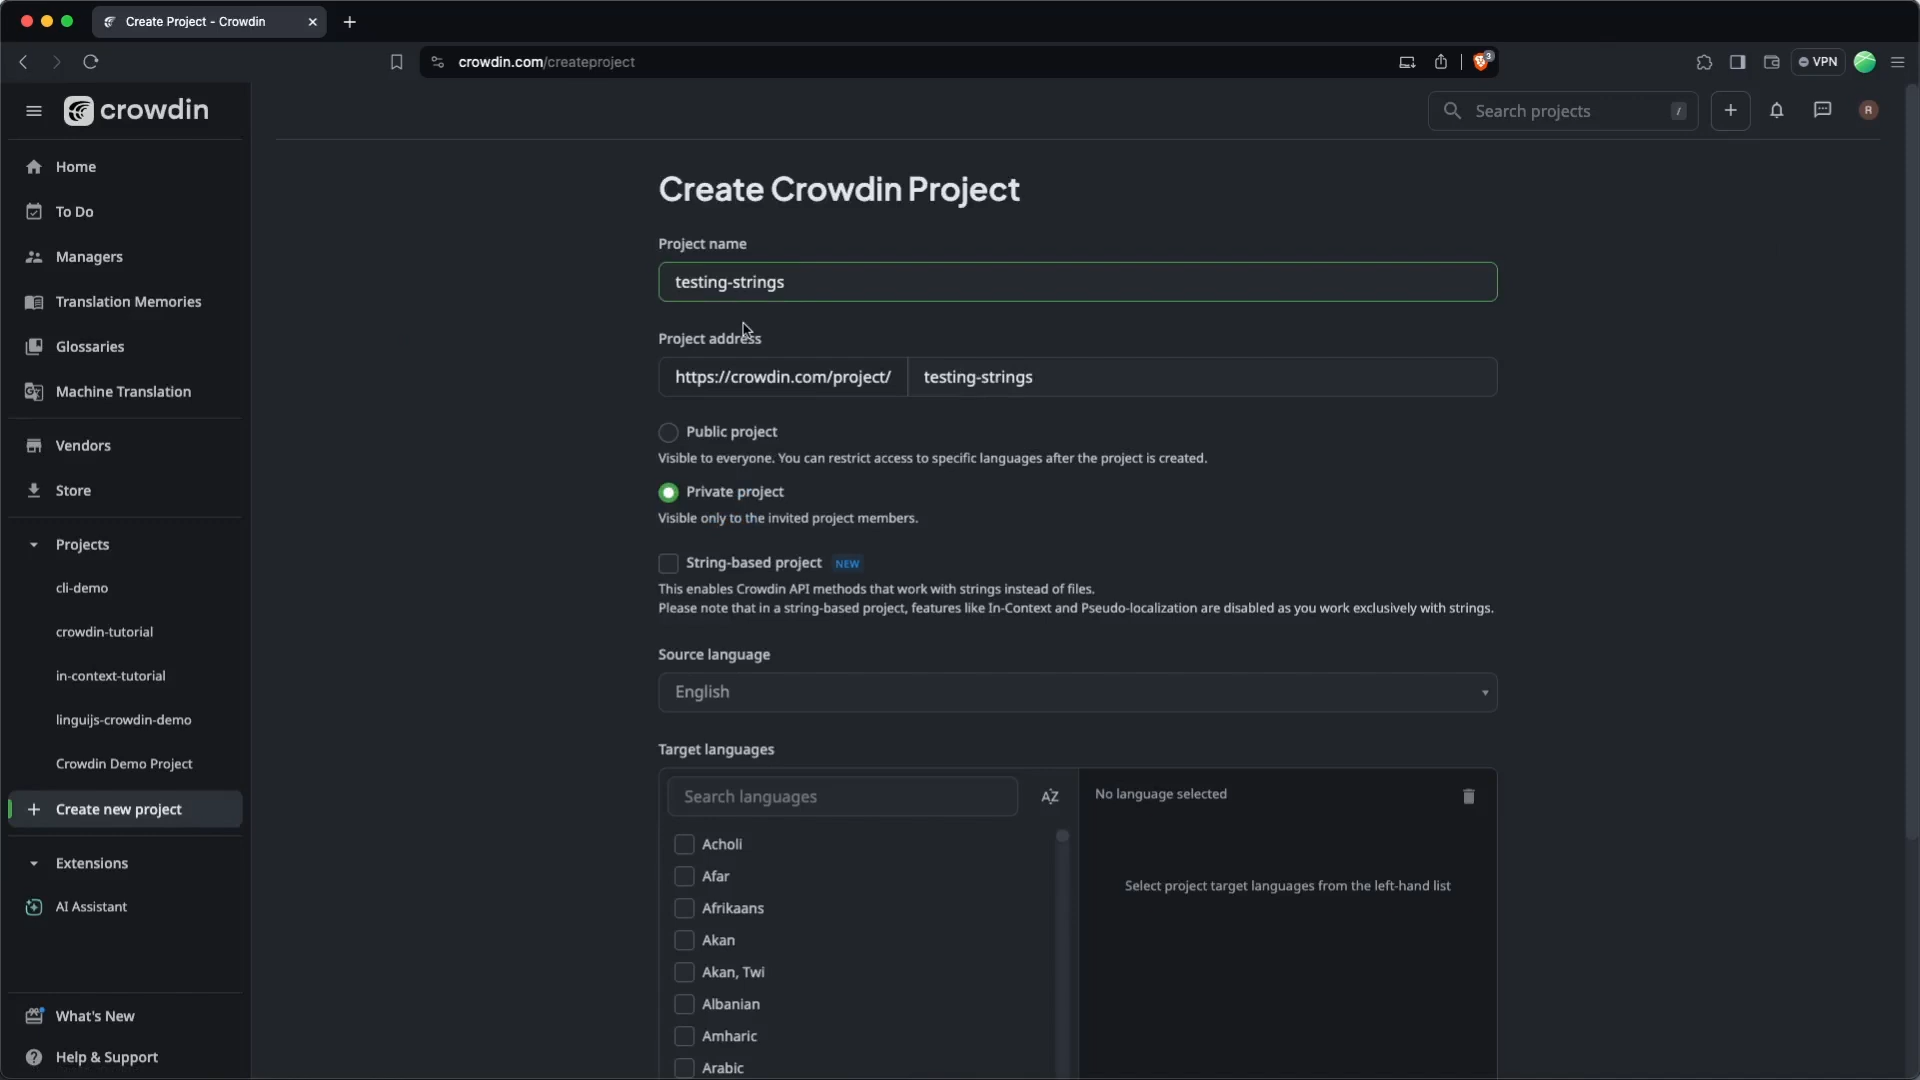 Create Project - Crowdin
crowdin.com/createproject
3
VPN
crowdin
Search projects
/
R
Home
To Do
Managers
Translation Memories
Glossaries
Machine Translation
Vendors
Store
Projects
cli-demo
crowdin-tutorial
in-context-tutorial
linguijs-crowdin-demo
Crowdin Demo Project
Create new project
Extensions
AI Assistant
What's New
Help & Support
Create Crowdin Project
Project name
testing-strings
Project address
https://crowdin.com/project/ testing-strings
Public project
Visible to everyone. You can restrict access to specific languages after the project is created.
Private project
Visible only to the invited project members.
String-based project NEW
This enables Crowdin API methods that work with strings instead of files.
Please note that in a string-based project, features like In-Context and Pseudo-localization are disabled as you work exclusively with strings.
Source language
English
Target languages
Search languages
AZ
No language selected
Select project target languages from the left-hand list
Acholi
Afar
Afrikaans
Akan
Akan, Twi
Albanian
Amharic
Arabic